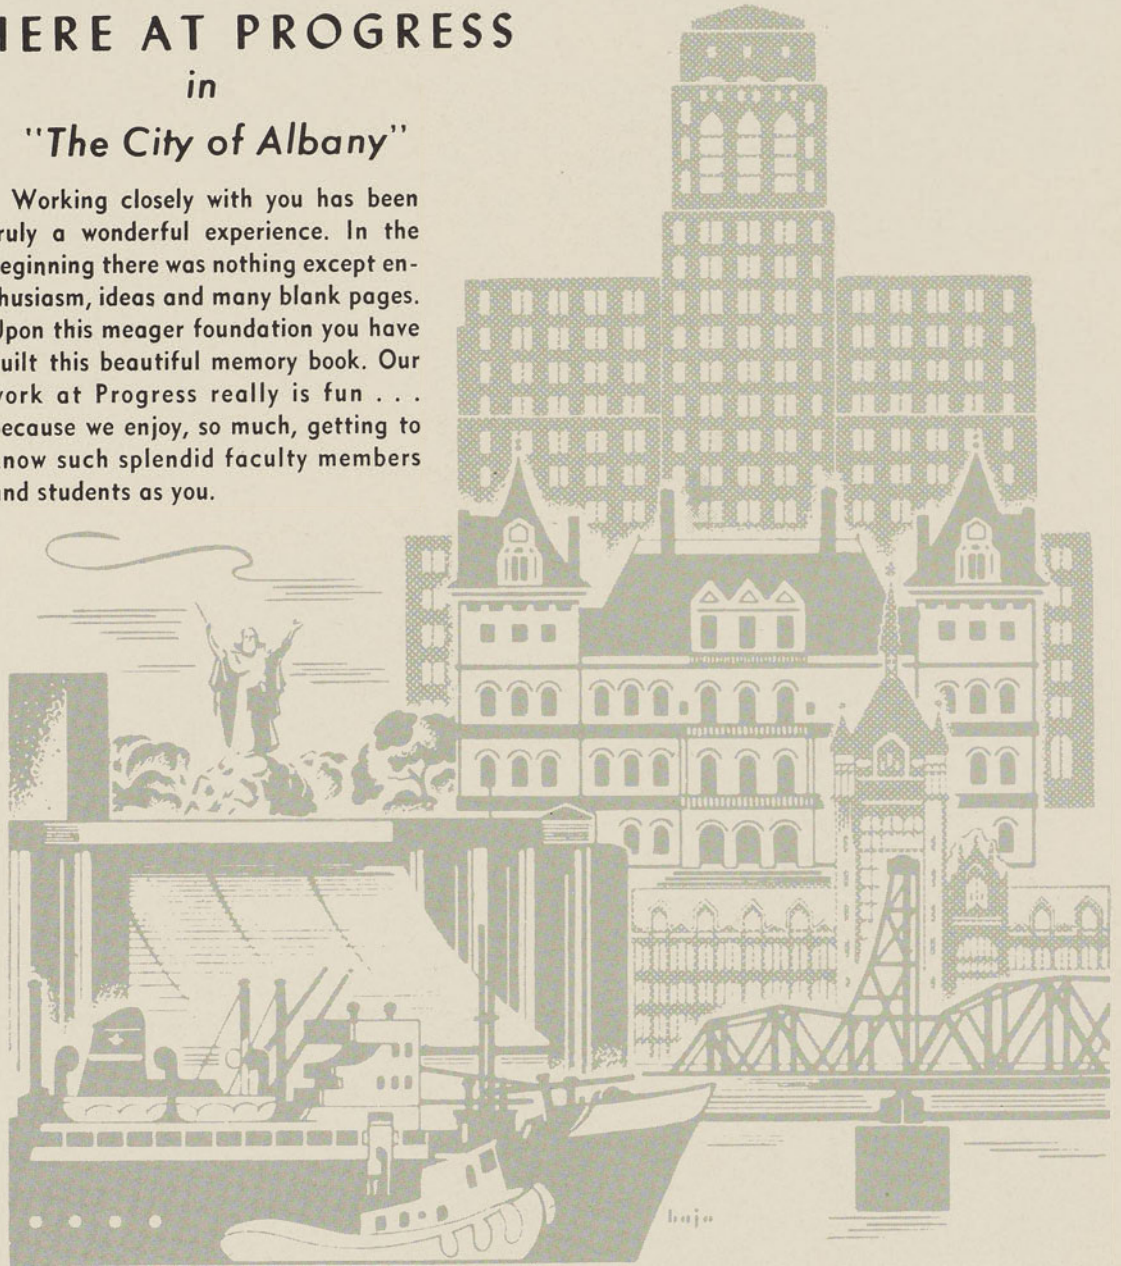 HERE AT PROGRESS
in
"The City of Albany"
Working closely with you has been
ruly a wonderful experience. In the
eginning there was nothing except en-
husiasm, ideas and many blank pages.
Upon this meager foundation you have
uilt this beautiful memory book. Our
work at Progress really is fun . . .
ecause we enjoy, so much, getting to
now such splendid faculty members
nd students as you.